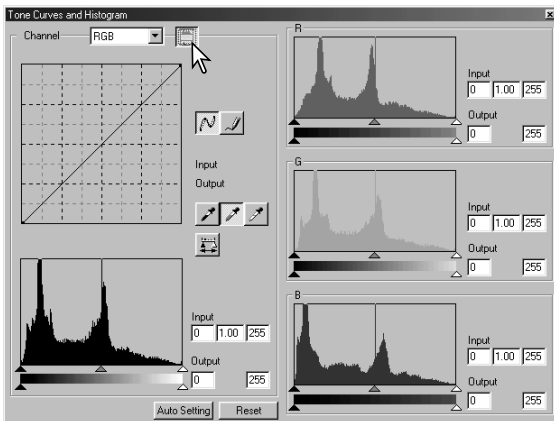 Tone Curves and Histogram
Channel RGB
Input
Output
Input
0 1.00 255
Output
0 255
Auto Setting Reset
R
Input
0 1.00 255
Output
0 255
G
Input
0 1.00 255
Output
0 255
B
Input
0 1.00 255
Output
0 255